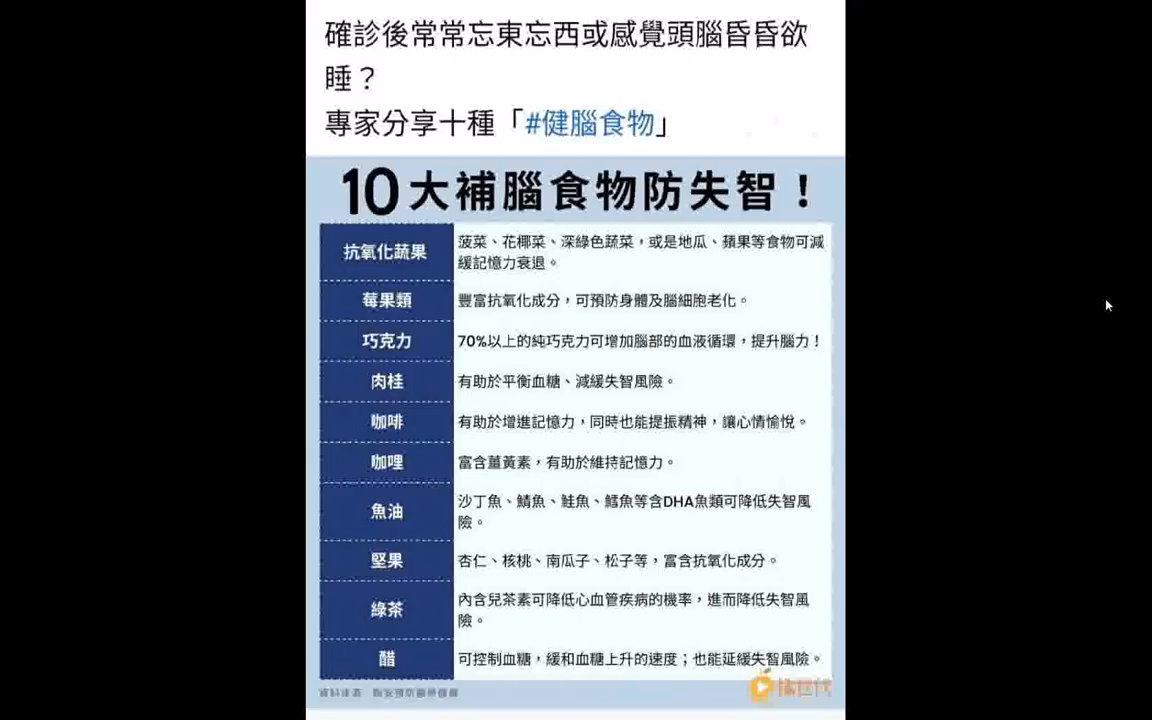 確診後常常忘東忘西或感覺頭腦昏昏欲
睡？
專家分享十種「#健腦食物」
10大補腦食物防失智！
抗氧化蔬果
菠菜、花椰菜、深綠色蔬菜，或是地瓜、蘋果等食物可減
緩記憶力衰退。
莓果類
豐富抗氧化成分，可預防身體及腦細胞老化。
巧克力
70%以上的純巧克力可增加腦部的血液循環，提升腦力！
肉桂
有助於平衡血糖、減緩失智風險。
咖啡
有助於增進記憶力，同時也能提振精神，讓心情愉悅。
咖哩
富含薑黃素，有助於維持記憶力。
魚油
沙丁魚、鯖魚、鮭魚、鱈魚等含DHA魚類可降低失智風
險。
堅果
杏仁、核桃、南瓜子、松子等，富含抗氧化成分。
綠茶
內含兒茶素可降低心血管疾病的機率，進而降低失智風
險。
醋
可控制血糖，緩和血糖上升的速度；也能延緩失智風險。
橘世代